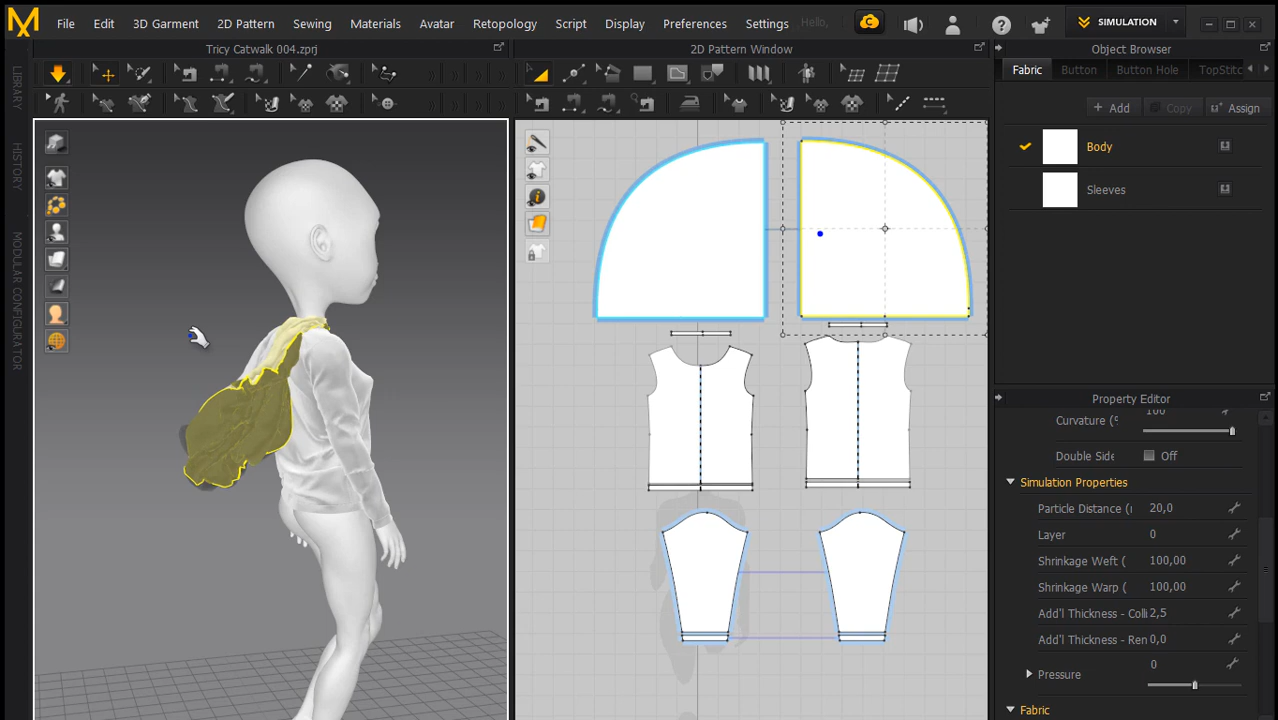 File Edit 3D Garment 2D Pattern Sewing Materials Avatar Retopology Script Display Preferences Settings Hello, SIMULATION
Tricy Catwalk 004.zprj
2D Pattern Window
Object Browser
LIBRARY
HISTORY
MODULAR CONFIGURATOR
Fabric Button Button Hole TopStitc
+ Add Copy Assign
Body
Sleeves
Property Editor
Curvature (° 100
Double Side Off
Simulation Properties
Particle Distance (r 20,0
Layer 0
Shrinkage Weft ( 100,00
Shrinkage Warp ( 100,00
Add'l Thickness - Colli 2,5
Add'l Thickness - Ren 0,0
Pressure 0
Fabric